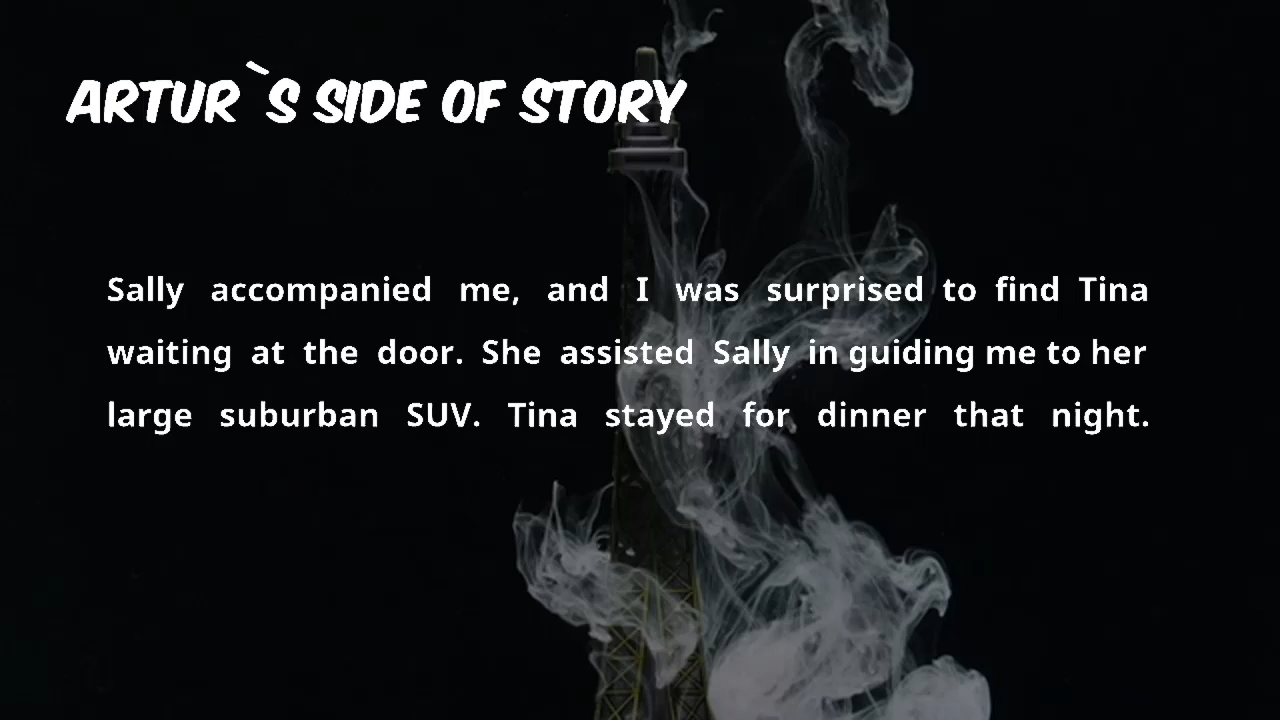 ARTUR`S SIDE OF STORY
Sally accompanied me, and I was surprised to find Tina
waiting at the door. She assisted Sally in guiding me to her
large suburban SUV. Tina stayed for dinner that night.